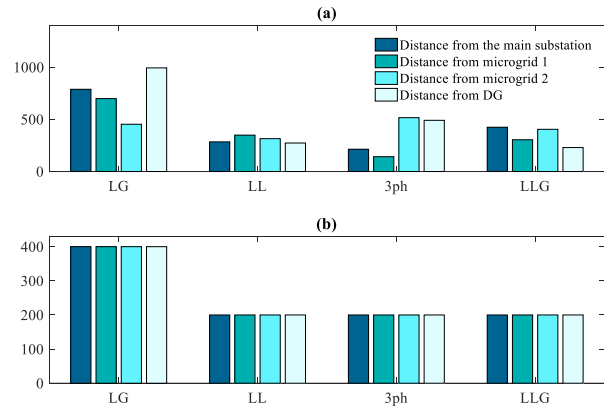 (a)
Distance from the main substation
Distance from microgrid 1
Distance from microgrid 2
Distance from DG
1000
500
0
LG LL 3ph LLG
(b)
400
300
200
100
0
LG LL 3ph LLG